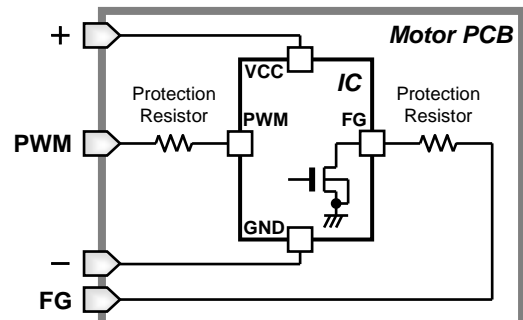 +
Motor PCB
VCC
IC
Protection
Resistor
Protection
Resistor
PWM
PWM
FG
GND
−
FG